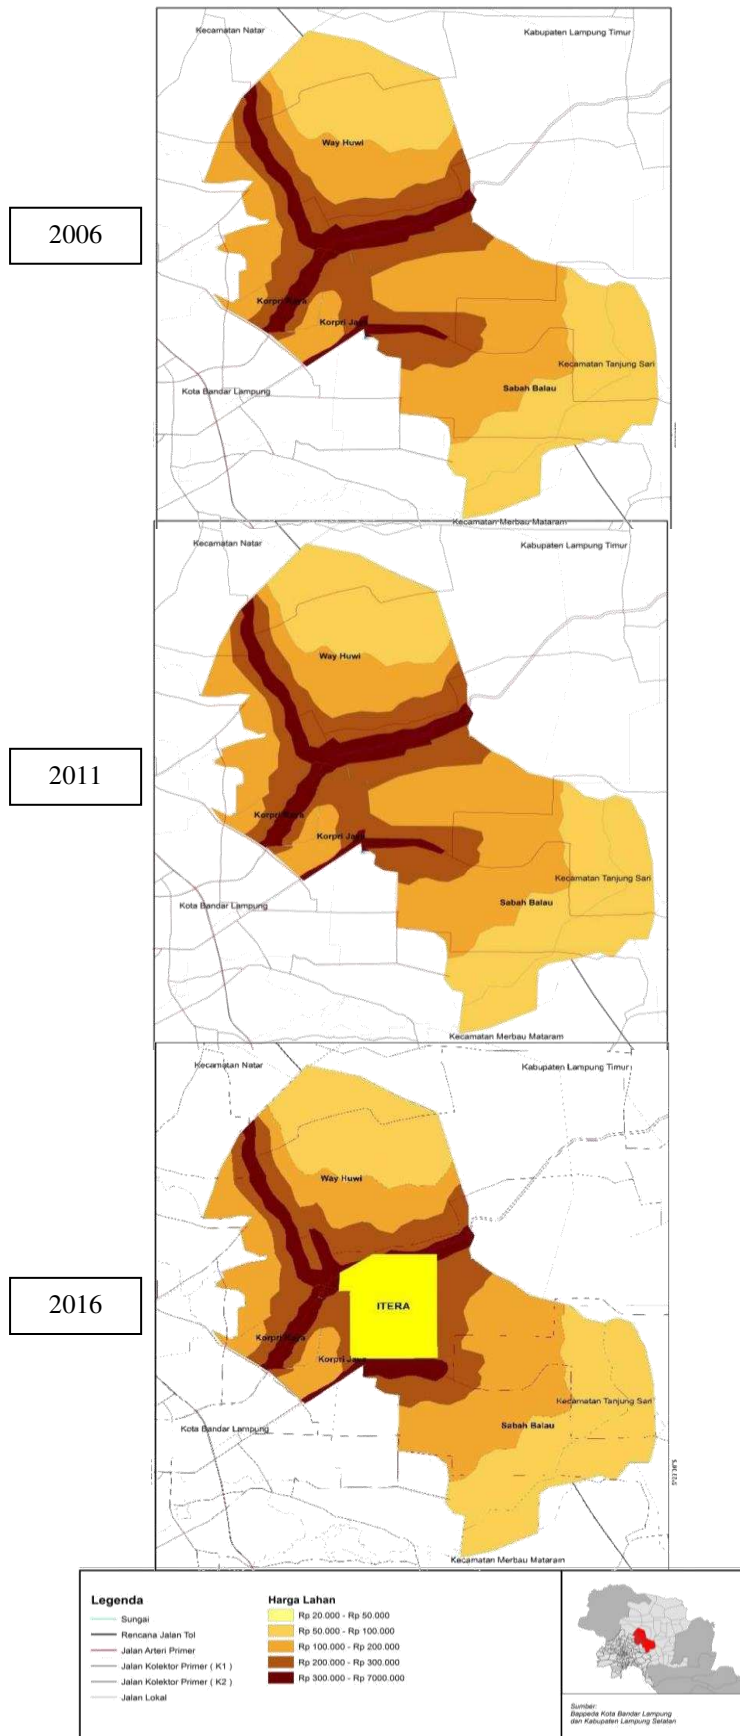 Kecamatan Natar
Kabupaten Lampung Timur
Way Huwi
2006
Korpri Raya
Korpri Jaya
Kecamatan Tanjung Sari
Kota Bandar Lampung
Sabah Balau
Kecamatan Merbau Mataram
Kecamatan Natar
Kabupaten Lampung Timur
Way Huwi
2011
Korpri Raya
Korpri Jaya
Kecamatan Tanjung Sari
Kota Bandar Lampung
Sabah Balau
Kecamatan Merbau Mataram
Kecamatan Natar
Kabupaten Lampung Timur
Way Huwi
2016
ITERA
Korpri Raya
Korpri Jaya
Kecamatan Tanjung Sari
Kota Bandar Lampung
Sabah Balau
Kecamatan Merbau Mataram
Legenda
Sungai
Rencana Jalan Tol
Jalan Arteri Primer
Jalan Kolektor Primer ( K1 )
Jalan Kolektor Primer ( K2 )
Jalan Lokal
Harga Lahan
Rp 20.000 - Rp 50.000
Rp 50.000 - Rp 100.000
Rp 100.000 - Rp 200.000
Rp 200.000 - Rp 300.000
Rp 300.000 - Rp 7000.000
Sumber:
Bappeda Kota Bandar Lampung
dan Kabupaten Lampung Selatan